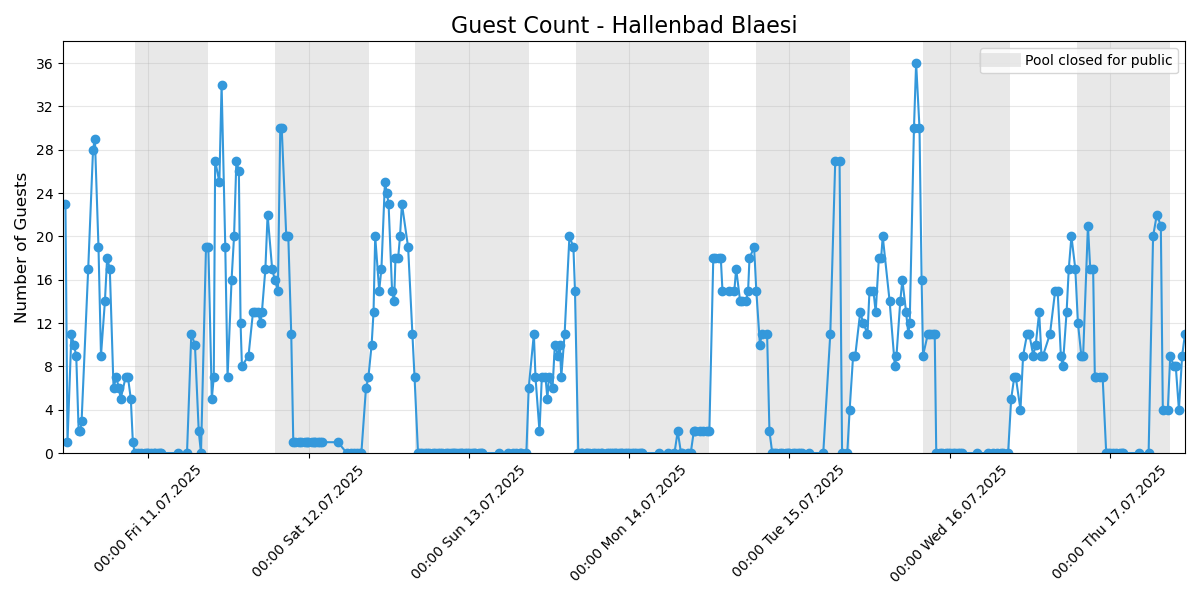 Guest Count - Hallenbad Blaesi
Pool closed for public
Number of Guests
36
32
28
24
20
16
12
8
4
0
00:00 Fri 11.07.2025
00:00 Sat 12.07.2025
00:00 Sun 13.07.2025
00:00 Mon 14.07.2025
00:00 Tue 15.07.2025
00:00 Wed 16.07.2025
00:00 Thu 17.07.2025